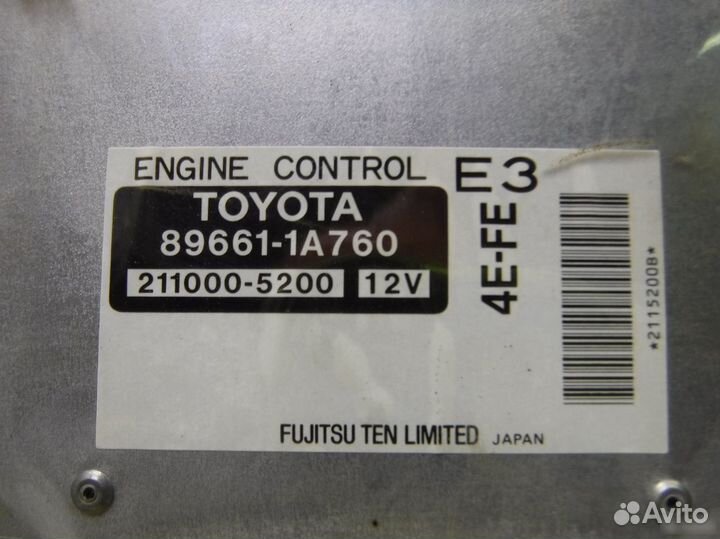 ENGINE CONTROL E3
TOYOTA
89661-1A760
211000-5200 12V
4E-FE
*21152008*
FUJITSU TEN LIMITED JAPAN
Avito